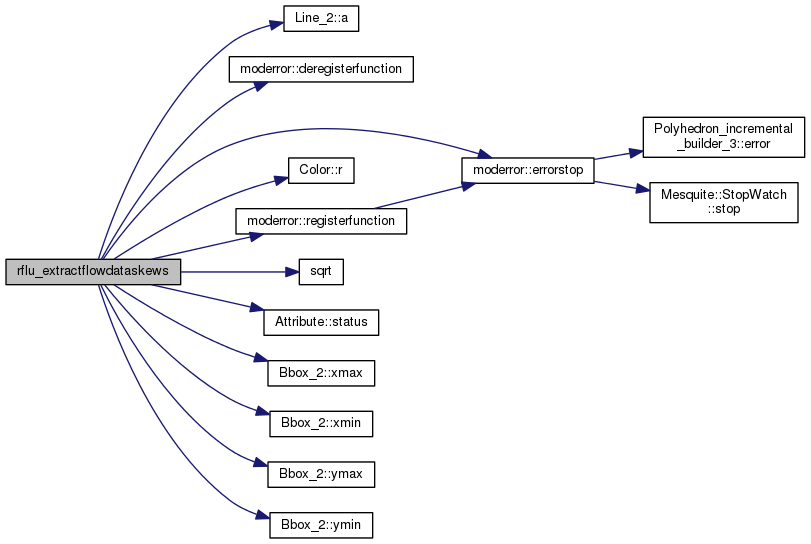 Line_2::a
moderror::deregisterfunction
Polyhedron_incremental
_builder_3::error
moderror::errorstop
Color::r
Mesquite::StopWatch
::stop
moderror::registerfunction
rflu_extractflowdataskews
sqrt
Attribute::status
Bbox_2::xmax
Bbox_2::xmin
Bbox_2::ymax
Bbox_2::ymin